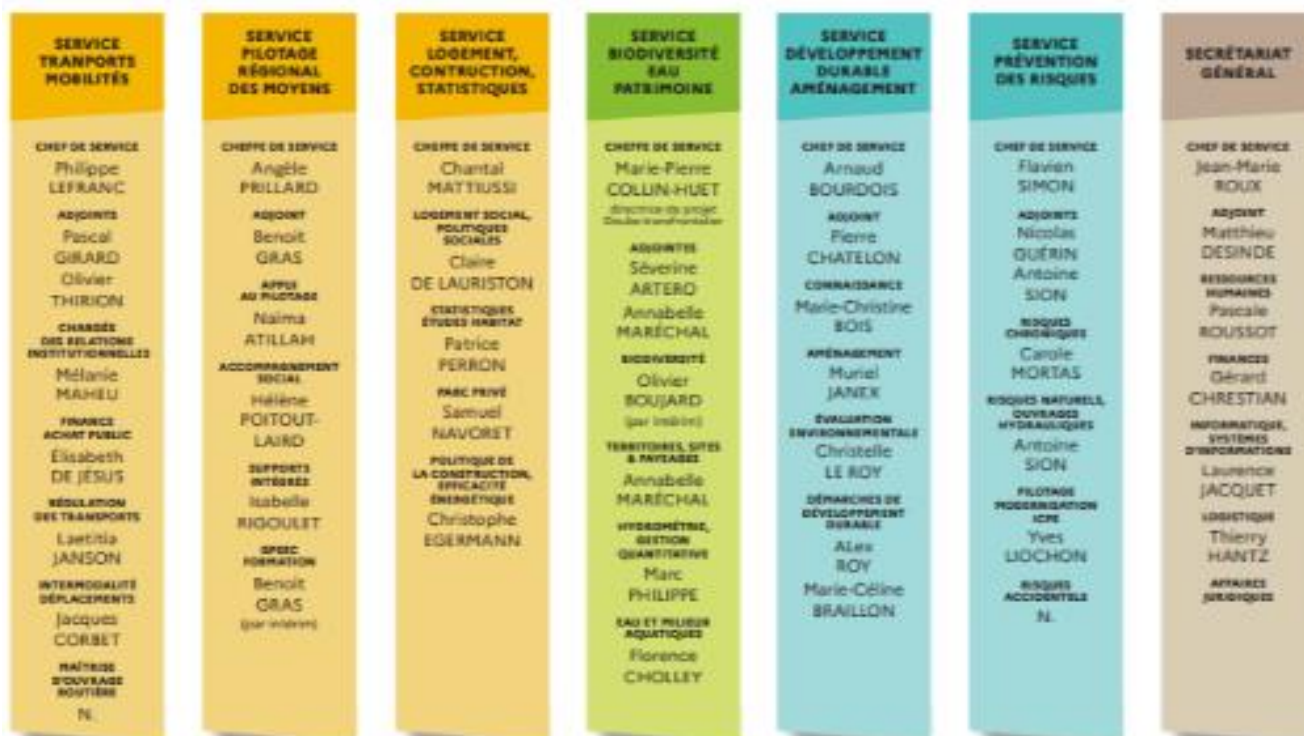 SERVICE
TRANPORTS
MOBILITÉS
CHEF DE SERVICE
Philippe
LEFRANC
ADJOINTS
Pascal
GIRARD
Olivier
THIRION
CHARGÉE
DES RELATIONS
INSTITUTIONNELLES
Mélanie
MAHEU
FINANCE
ACHAT PUBLIC
Élisabeth
DE JÉSUS
RÉGULATION
DES TRANSPORTS
Laetitia
JANSON
INTERMODALITÉ
DÉPLACEMENTS
Jacques
CORBET
MAÎTRISE
D'OUVRAGE
ROUTIÈRE
N.
SERVICE
PILOTAGE
RÉGIONAL
DES MOYENS
CHEFFE DE SERVICE
Angèle
PRILLARD
ADJOINT
Benoit
GRAS
APPUI
AU PILOTAGE
Naima
ATILLAH
ACCOMPAGNEMENT
SOCIAL
Hélène
POITOUT-
LAIRD
SUPPORTS
INTÉGRÉS
Isabelle
RIGOULET
GPEEC
FORMATION
Benoit
GRAS
(par intérim)
SERVICE
LOGEMENT,
CONTRUCTION,
STATISTIQUES
CHEFFE DE SERVICE
Chantal
MATTIUSSI
LOGEMENT SOCIAL,
POLITIQUES
SOCIALES
Claire
DE LAURISTON
STATISTIQUES
ÉTUDES HABITAT
Patrice
PERRON
PARC PRIVÉ
Samuel
NAVORET
POLITIQUE DE
LA CONSTRUCTION,
EFFICACITÉ
ÉNERGÉTIQUE
Christophe
EGERMANN
SERVICE
BIODIVERSITÉ
EAU
PATRIMOINE
CHEFFE DE SERVICE
Marie-Pierre
COLLIN-HUET
directrice de projet
Doubs transfrontalier
ADJOINTES
Séverine
ARTERO
Annabelle
MARÉCHAL
BIODIVERSITÉ
Olivier
BOUJARD
(par intérim)
TERRITOIRES, SITES
& PAYSAGES
Annabelle
MARÉCHAL
HYDROMÉTRIE,
GESTION
QUANTITATIVE
Marc
PHILIPPE
EAU ET MILIEUX
AQUATIQUES
Florence
CHOLLEY
SERVICE
DÉVELOPPEMENT
DURABLE
AMÉNAGEMENT
CHEF DE SERVICE
Arnaud
BOURDOIS
ADJOINT
Pierre
CHATELON
CONNAISSANCE
Marie-Christine
BOIS
AMÉNAGEMENT
Muriel
JANEX
ÉVALUATION
ENVIRONNEMENTALE
Christelle
LE ROY
DÉMARCHES DE
DÉVELOPPEMENT
DURABLE
ALex
ROY
Marie-Céline
BRAILLON
SERVICE
PRÉVENTION
DES RISQUES
CHEF DE SERVICE
Flavien
SIMON
ADJOINTS
Nicolas
GUÉRIN
Antoine
SION
RISQUES
CHRONIQUES
Carole
MORTAS
RISQUES NATURELS,
OUVRAGES
HYDRAULIQUES
Antoine
SION
PILOTAGE
MODERNISATION
ICPE
Yves
LIOCHON
RISQUES
ACCIDENTELS
N.
SECRÉTARIAT
GÉNÉRAL
CHEF DE SERVICE
Jean-Marie
ROUX
ADJOINT
Matthieu
DESINDE
RESSOURCES
HUMAINES
Pascale
ROUSSOT
FINANCES
Gérard
CHRESTIAN
INFORMATIQUE,
SYSTÈMES
D'INFORMATIONS
Laurence
JACQUET
LOGISTIQUE
Thierry
HANTZ
AFFAIRES
JURIDIQUES